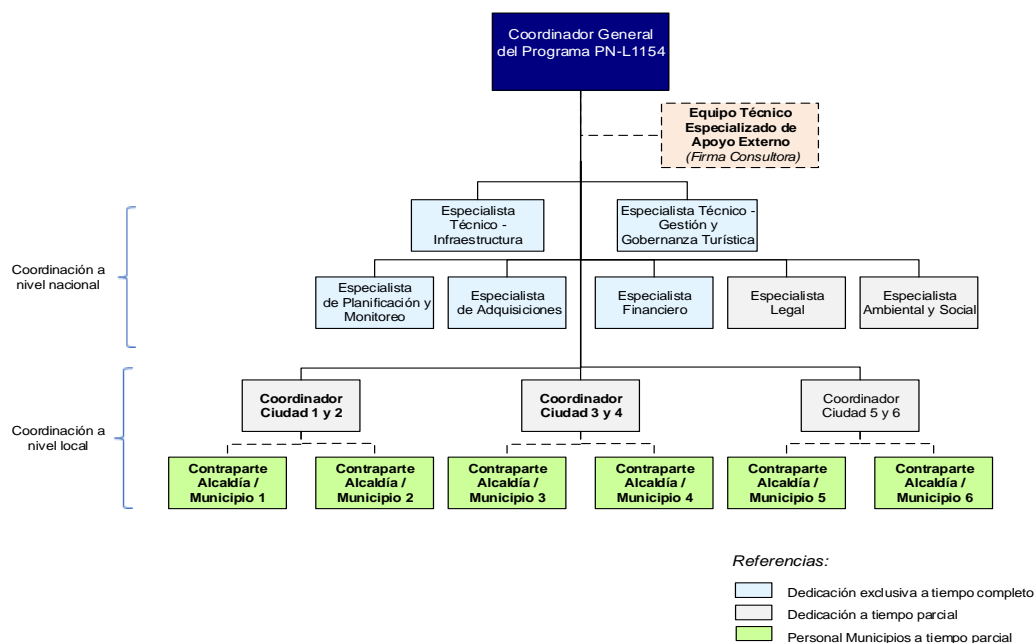 Coordinador General
del Programa PN-L1154
Equipo Técnico
Especializado de
Apoyo Externo
(Firma Consultora)
Especialista
Técnico -
Infraestructura
Especialista Técnico -
Gestión y
Gobernanza Turística
Coordinación a
nivel nacional
Especialista
de Planificación y
Monitoreo
Especialista
de Adquisiciones
Especialista
Financiero
Especialista
Legal
Especialista
Ambiental y Social
Coordinación a
nivel local
Coordinador
Ciudad 1 y 2
Coordinador
Ciudad 3 y 4
Coordinador
Ciudad 5 y 6
Contraparte
Alcaldía /
Municipio 1
Contraparte
Alcaldía /
Municipio 2
Contraparte
Alcaldía /
Municipio 3
Contraparte
Alcaldía /
Municipio 4
Contraparte
Alcaldía /
Municipio 5
Contraparte
Alcaldía /
Municipio 6
Referencias:
Dedicación exclusiva a tiempo completo
Dedicación a tiempo parcial
Personal Municipios a tiempo parcial